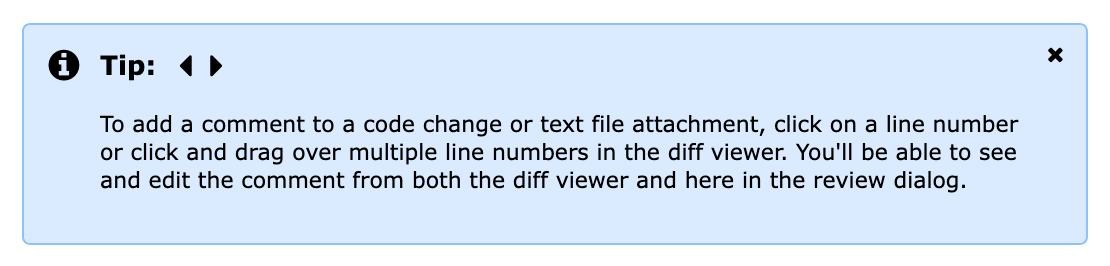 Tip:
To add a comment to a code change or text file attachment, click on a line number
or click and drag over multiple line numbers in the diff viewer. You'll be able to see
and edit the comment from both the diff viewer and here in the review dialog.